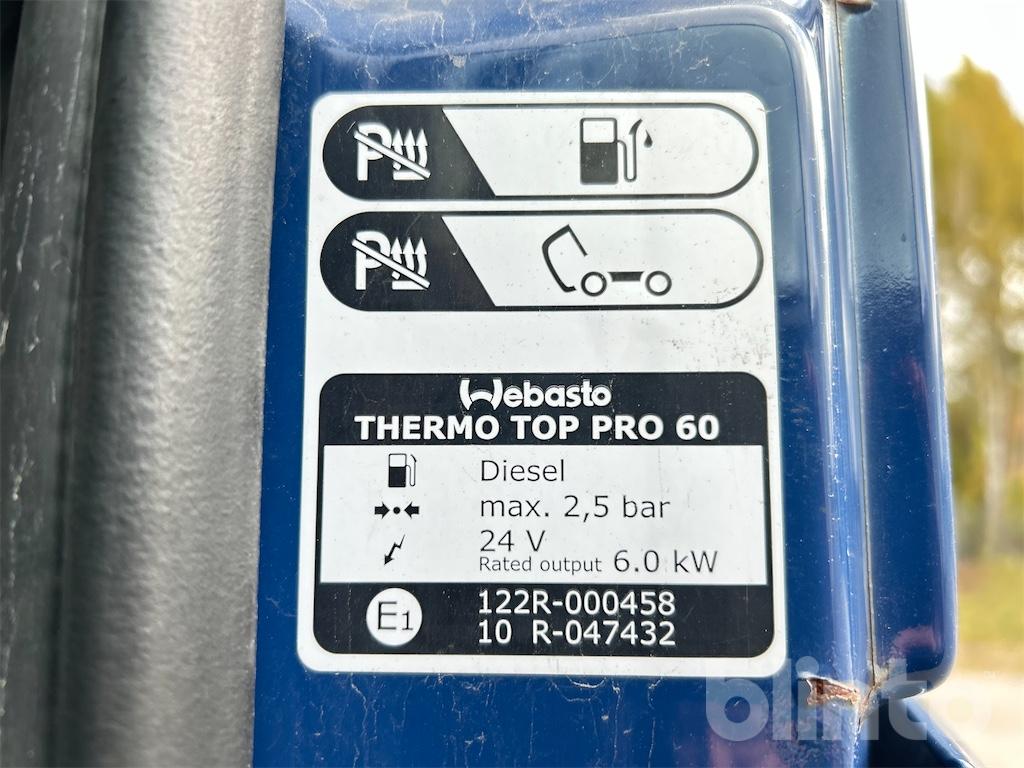 P
P
Webasto
THERMO TOP PRO 60
Diesel
max. 2,5 bar
24 V
Rated output 6.0 kW
E1
122R-000458
10 R-047432
blinto